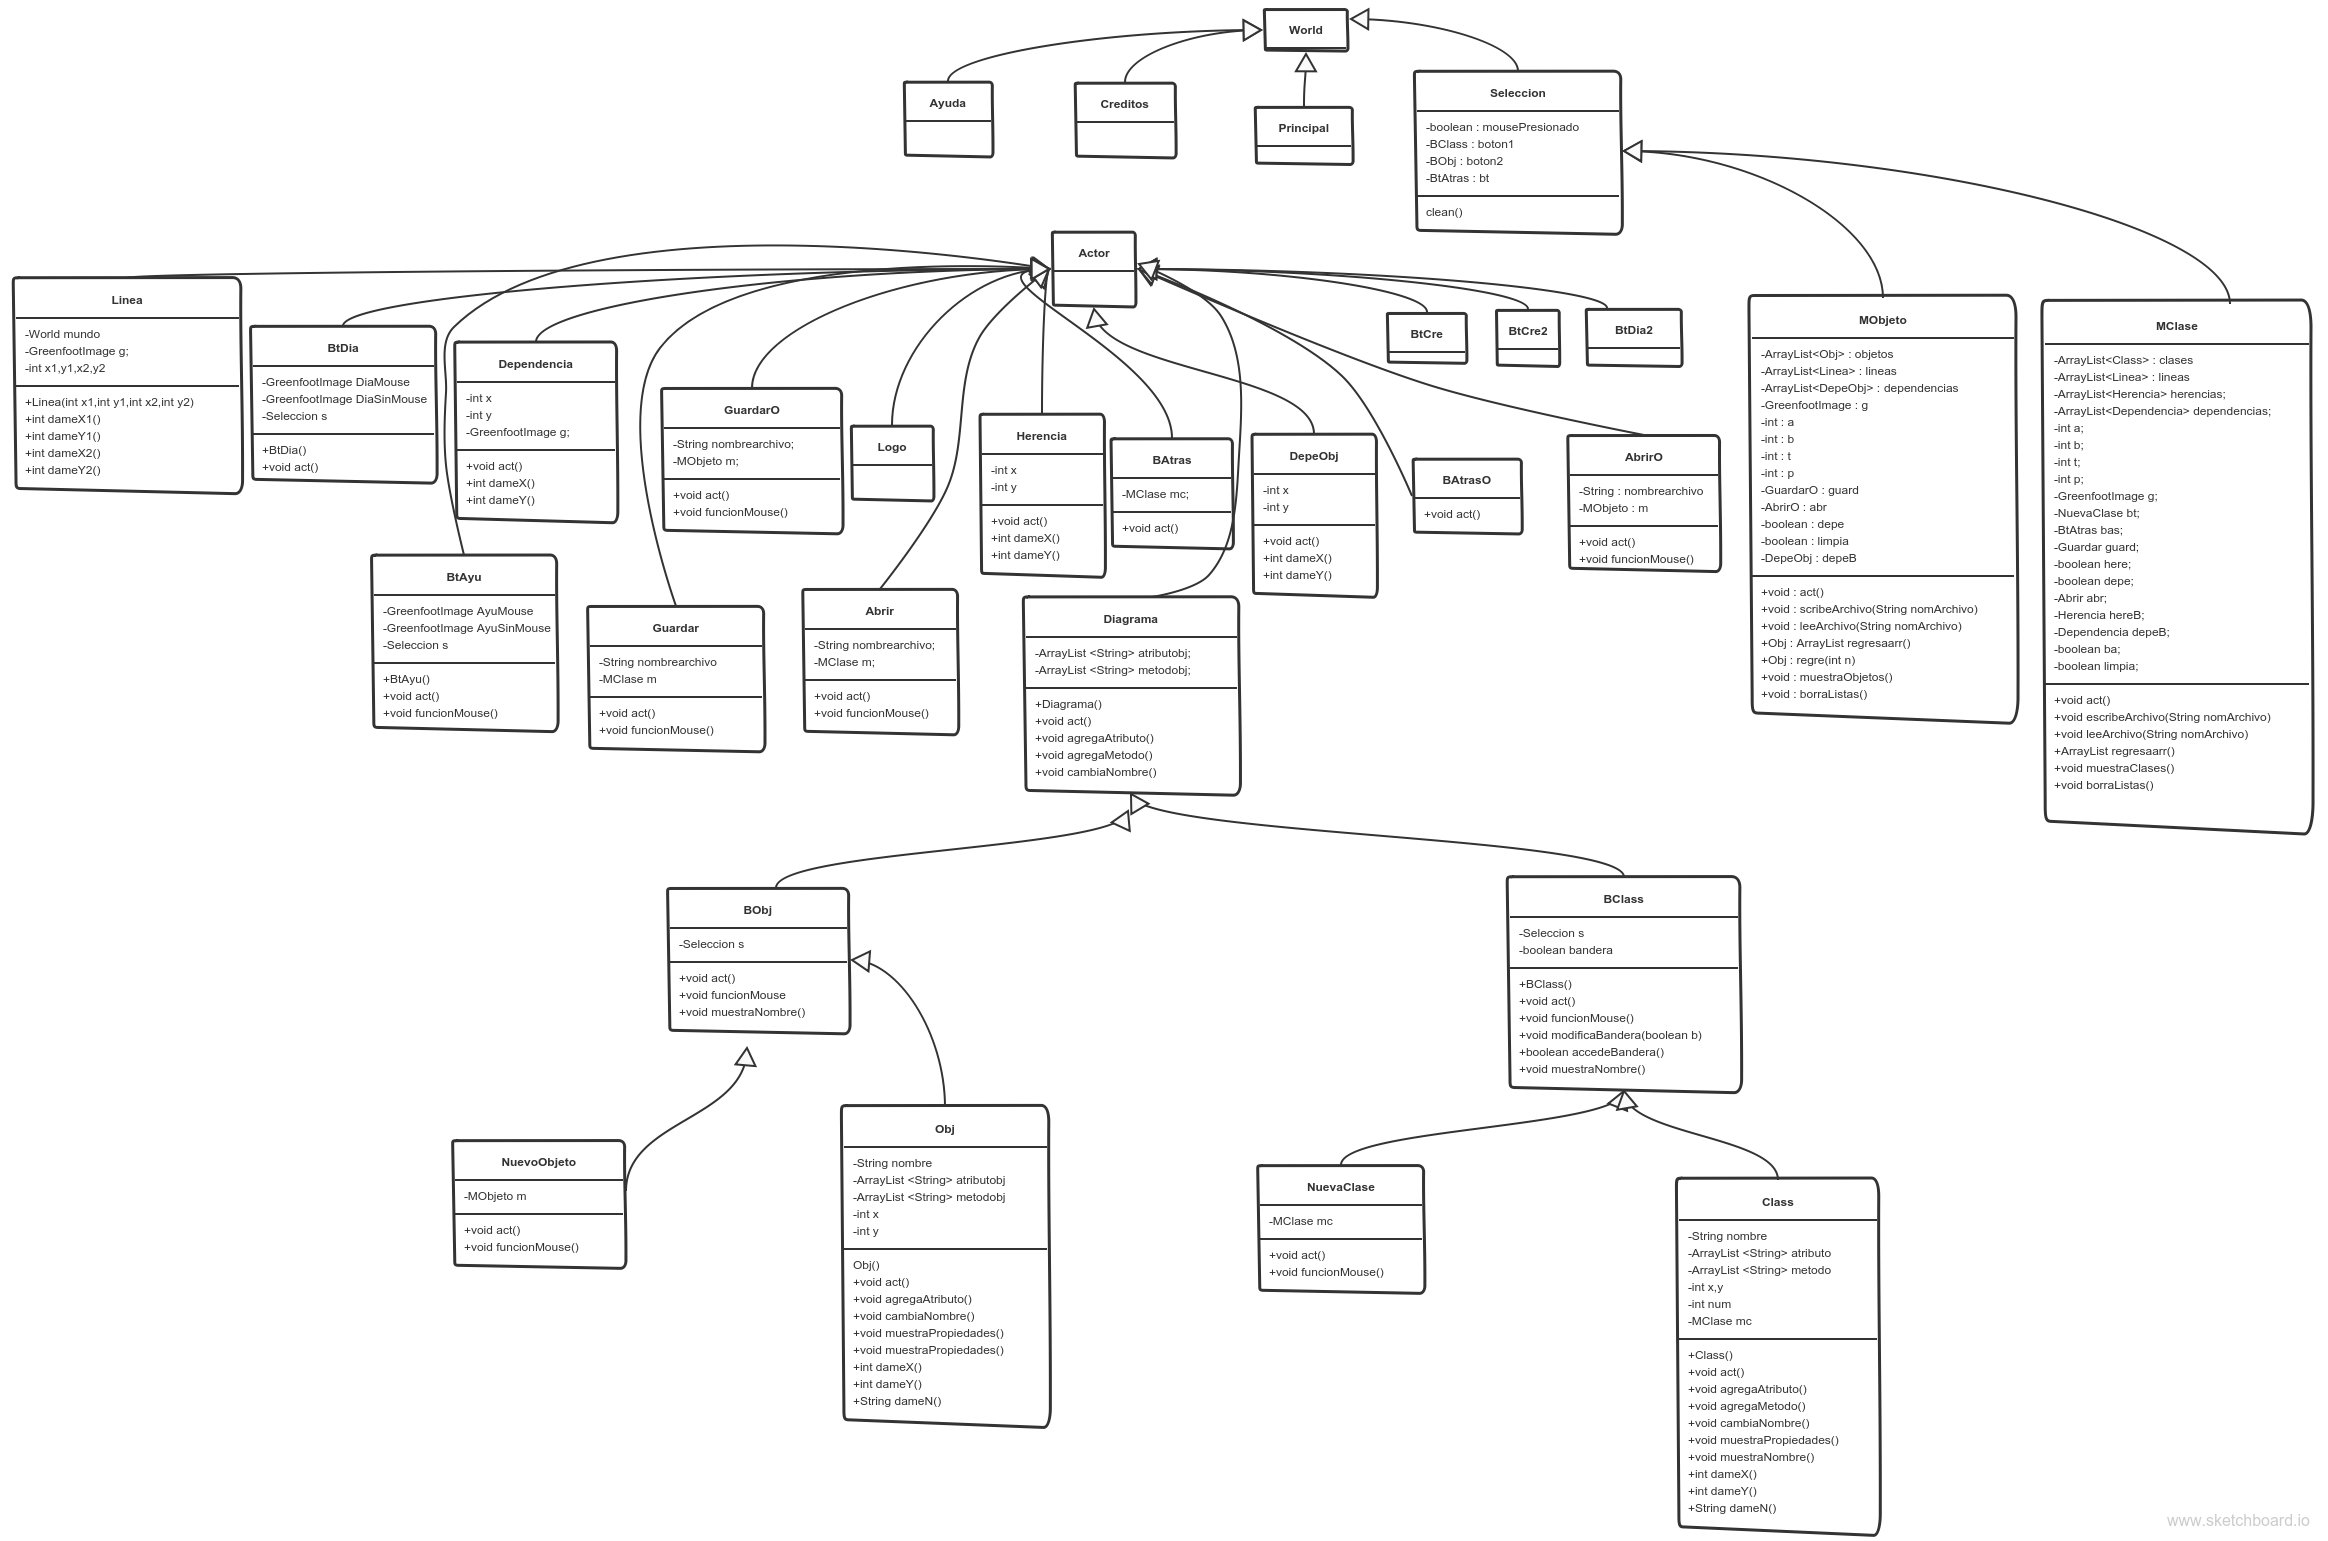 World
Ayuda
Creditos
Principal
Seleccion
-boolean : mousePresionado
-BClass : boton1
-BObj : boton2
-BtAtras : bt
clean()
Actor
Linea
-World mundo
-GreenfootImage g;
-int x1,y1,x2,y2
+Linea(int x1,int y1,int x2,int y2)
+int dameX1()
+int dameY1()
+int dameX2()
+int dameY2()
BtDia
-GreenfootImage DiaMouse
-GreenfootImage DiaSinMouse
-Seleccion s
+BtDia()
+void act()
Dependencia
-int x
-int y
-GreenfootImage g;
+void act()
+int dameX()
+int dameY()
GuardarO
-String nombrearchivo;
-MObjeto m;
+void act()
+void funcionMouse()
Logo
Herencia
-int x
-int y
+void act()
+int dameX()
+int dameY()
BAtras
-MClase mc;
+void act()
DepeObj
-int x
-int y
+void act()
+int dameX()
+int dameY()
BtCre
BtCre2
BtDia2
BAtrasO
+void act()
AbrirO
-String : nombrearchivo
-MObjeto : m
+void act()
+void funcionMouse()
MObjeto
-ArrayList<Obj> : objetos
-ArrayList<Linea> : lineas
-ArrayList<DepeObj> : dependencias
-GreenfootImage : g
-int : a
-int : b
-int : t
-int : p
-GuardarO : guard
-AbrirO : abr
-boolean : depe
-boolean : limpia
-DepeObj : depeB
+void : act()
+void : scribeArchivo(String nomArchivo)
+void : leeArchivo(String nomArchivo)
+Obj : ArrayList regresaarr()
+Obj : regre(int n)
+void : muestraObjetos()
+void : borraListas()
MClase
-ArrayList<Class> : clases
-ArrayList<Linea> : lineas
-ArrayList<Herencia> herencias;
-ArrayList<Dependencia> dependencias;
-int a;
-int b;
-int t;
-int p;
-GreenfootImage g;
-NuevaClase bt;
-BtAtras bas;
-Guardar guard;
-boolean here;
-boolean depe;
-Abrir abr;
-Herencia hereB;
-Dependencia depeB;
-boolean ba;
-boolean limpia;
+void act()
+void escribeArchivo(String nomArchivo)
+void leeArchivo(String nomArchivo)
+ArrayList regresaarr()
+void muestraClases()
+void borraListas()
BtAyu
-GreenfootImage AyuMouse
-GreenfootImage AyuSinMouse
-Seleccion s
+BtAyu()
+void act()
+void funcionMouse()
Guardar
-String nombrearchivo
-MClase m
+void act()
+void funcionMouse()
Abrir
-String nombrearchivo;
-MClase m;
+void act()
+void funcionMouse()
Diagrama
-ArrayList <String> atributobj;
-ArrayList <String> metodobj;
+Diagrama()
+void act()
+void agregaAtributo()
+void agregaMetodo()
+void cambiaNombre()
BObj
-Seleccion s
+void act()
+void funcionMouse
+void muestraNombre()
BClass
-Seleccion s
-boolean bandera
+BClass()
+void act()
+void funcionMouse()
+void modificaBandera(boolean b)
+boolean accedeBandera()
+void muestraNombre()
NuevoObjeto
-MObjeto m
+void act()
+void funcionMouse()
Obj
-String nombre
-ArrayList <String> atributobj
-ArrayList <String> metodobj
-int x
-int y
Obj()
+void act()
+void agregaAtributo()
+void cambiaNombre()
+void muestraPropiedades()
+void muestraPropiedades()
+int dameX()
+int dameY()
+String dameN()
NuevaClase
-MClase mc
+void act()
+void funcionMouse()
Class
-String nombre
-ArrayList <String> atributo
-ArrayList <String> metodo
-int x,y
-int num
-MClase mc
+Class()
+void act()
+void agregaAtributo()
+void agregaMetodo()
+void cambiaNombre()
+void muestraPropiedades()
+void muestraNombre()
+int dameX()
+int dameY()
+String dameN()
www.sketchboard.io